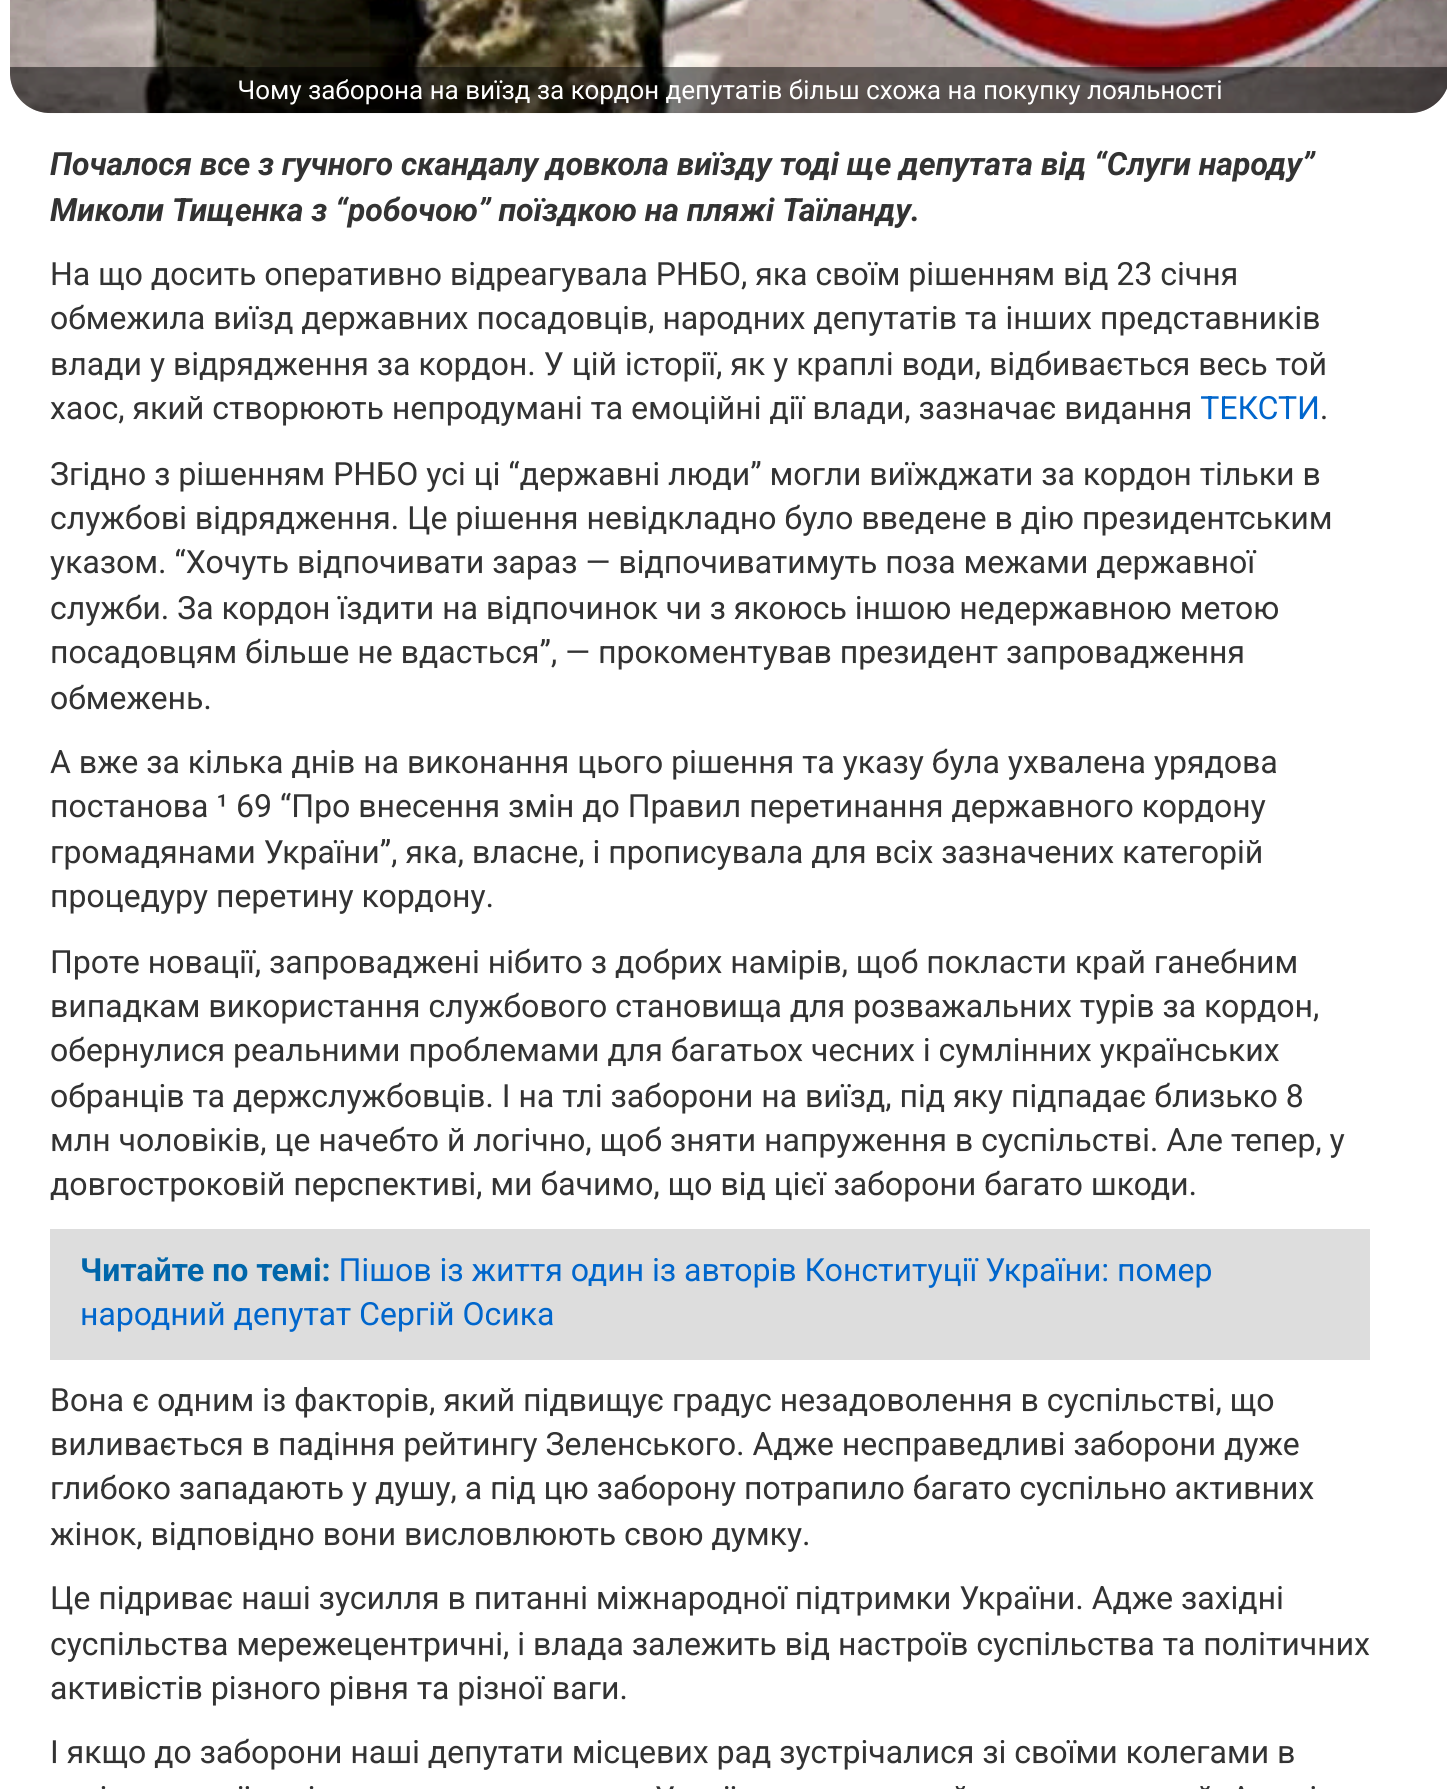 Чому заборона на виїзд за кордон депутатів більш схожа на покупку лояльності
Почалося все з гучного скандалу довкола виїзду тоді ще депутата від “Слуги народу”
Миколи Тищенка з “робочою” поїздкою на пляжі Таїланду.
На що досить оперативно відреагувала РНБО, яка своїм рішенням від 23 січня
обмежила виїзд державних посадовців, народних депутатів та інших представників
влади у відрядження за кордон. У цій історії, як у краплі води, відбивається весь той
хаос, який створюють непродумані та емоційні дії влади, зазначає видання ТЕКСТИ.
Згідно з рішенням РНБО усі ці “державні люди” могли виїжджати за кордон тільки в
службові відрядження. Це рішення невідкладно було введене в дію президентським
указом. “Хочуть відпочивати зараз — відпочиватимуть поза межами державної
служби. За кордон їздити на відпочинок чи з якоюсь іншою недержавною метою
посадовцям більше не вдасться”, — прокоментував президент запровадження
обмежень.
А вже за кілька днів на виконання цього рішення та указу була ухвалена урядова
постанова ¹ 69 “Про внесення змін до Правил перетинання державного кордону
громадянами України”, яка, власне, і прописувала для всіх зазначених категорій
процедуру перетину кордону.
Проте новації, запроваджені нібито з добрих намірів, щоб покласти край ганебним
випадкам використання службового становища для розважальних турів за кордон,
обернулися реальними проблемами для багатьох чесних і сумлінних українських
обранців та держслужбовців. І на тлі заборони на виїзд, під яку підпадає близько 8
млн чоловіків, це начебто й логічно, щоб зняти напруження в суспільстві. Але тепер, у
довгостроковій перспективі, ми бачимо, що від цієї заборони багато шкоди.
Читайте по темі: Пішов із життя один із авторів Конституції України: помер
народний депутат Сергій Осика
Вона є одним із факторів, який підвищує градус незадоволення в суспільстві, що
виливається в падіння рейтингу Зеленського. Адже несправедливі заборони дуже
глибоко западають у душу, а під цю заборону потрапило багато суспільно активних
жінок, відповідно вони висловлюють свою думку.
Це підриває наші зусилля в питанні міжнародної підтримки України. Адже західні
суспільства мережецентричні, і влада залежить від настроїв суспільства та політичних
активістів різного рівня та різної ваги.
І якщо до заборони наші депутати місцевих рад зустрічалися зі своїми колегами в